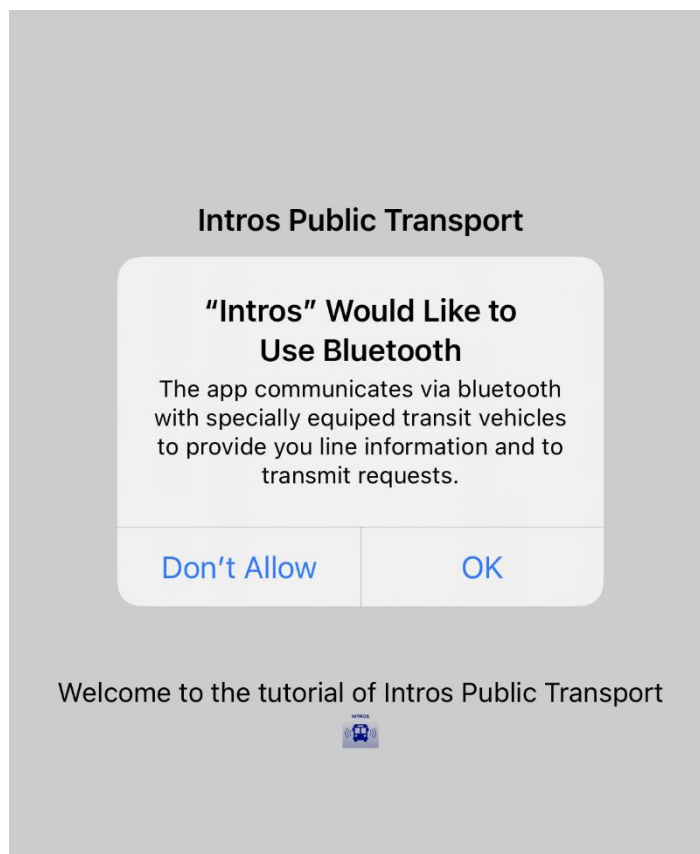 Intros Public Transport
“Intros” Would Like to
Use Bluetooth
The app communicates via bluetooth
with specially equiped transit vehicles
to provide you line information and to
transmit requests.
Don’t Allow
OK
Welcome to the tutorial of Intros Public Transport
INTROS